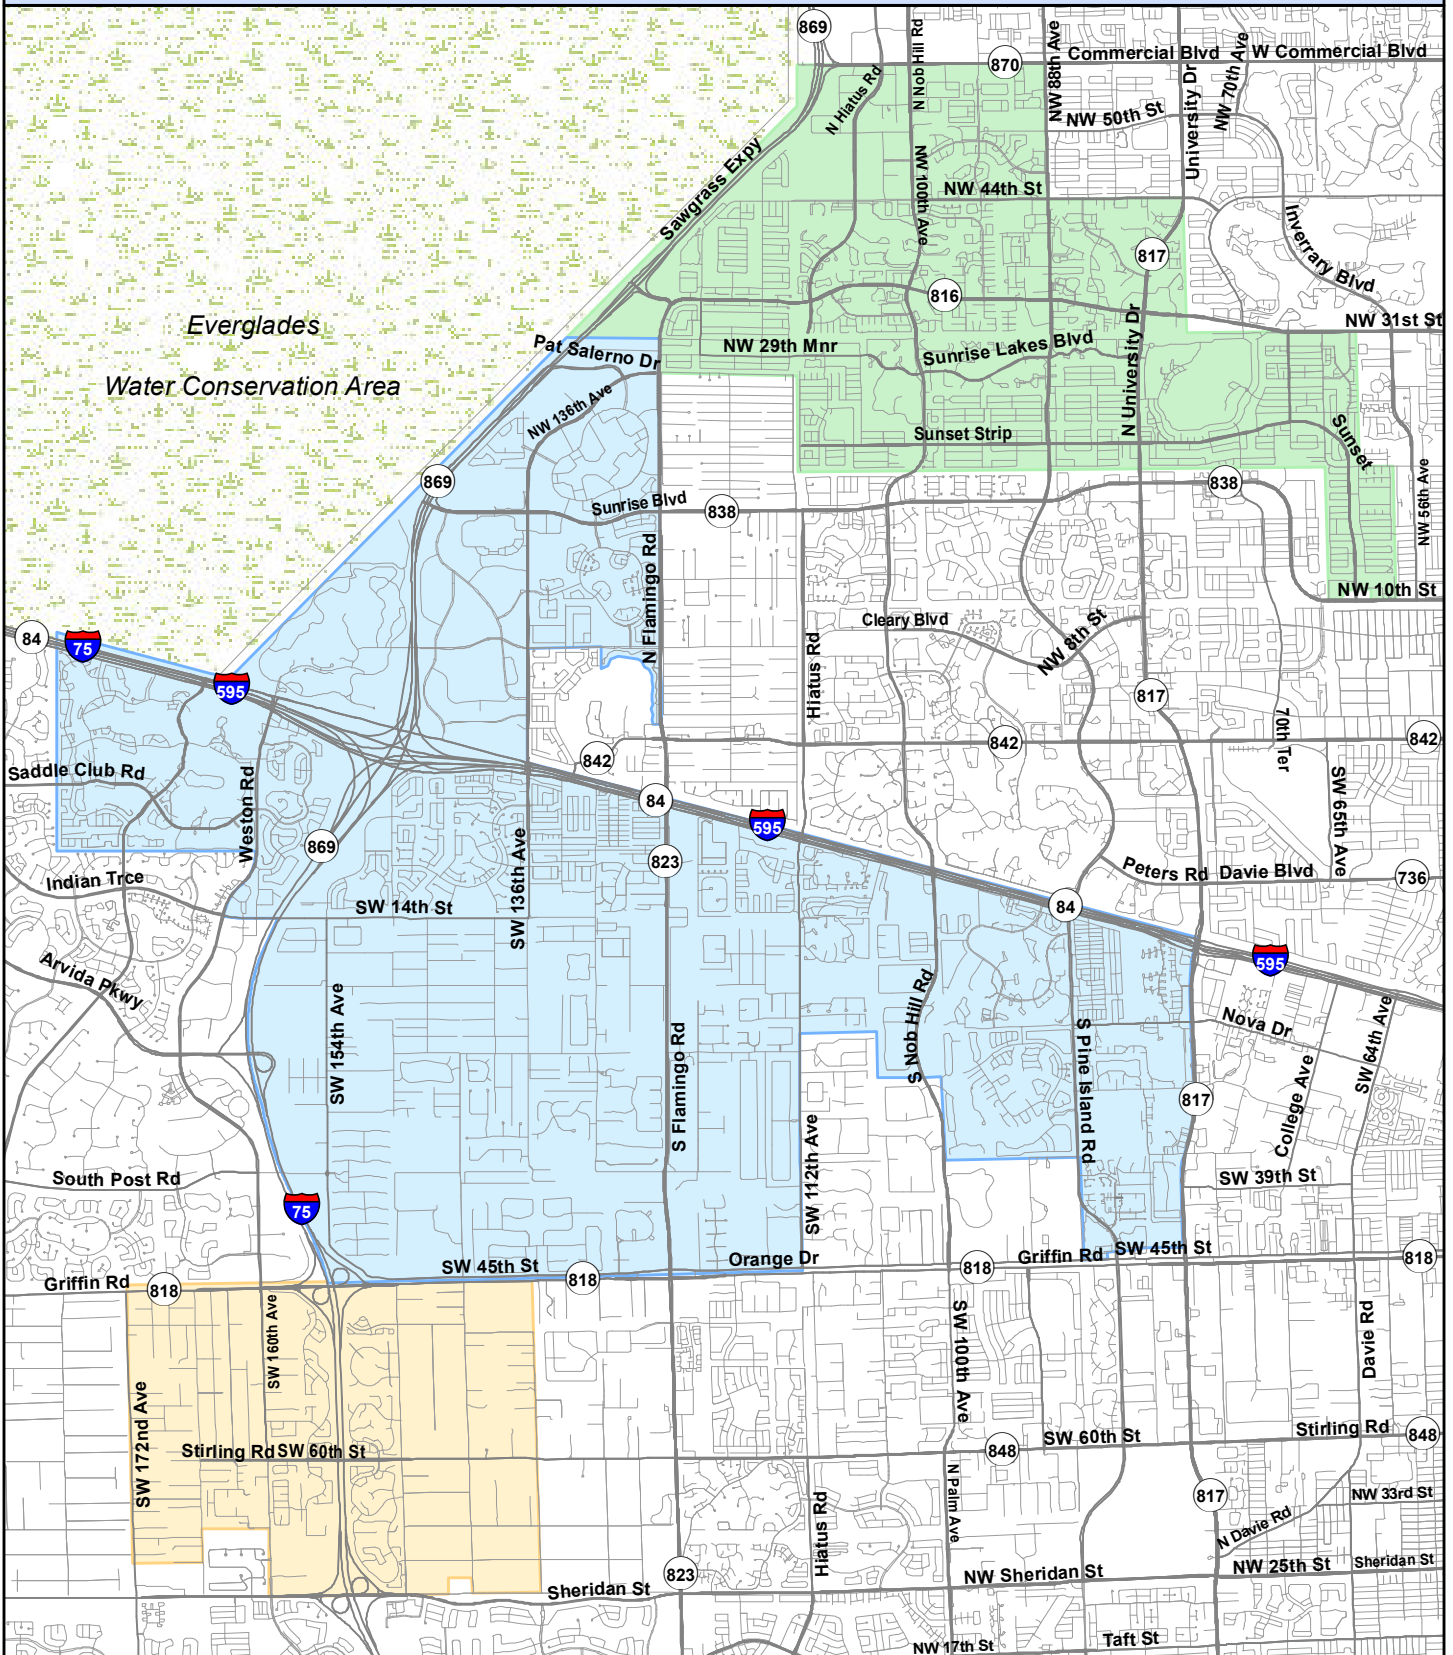 869
N Hiatus Rd
N Nob Hill Rd
870
NW 88th Ave
Commercial Blvd
University Dr
NW 70th Ave
W Commercial Blvd
NW 50th St
Sawgrass Expy
NW 100th Ave
NW 44th St
817
Inverrary Blvd
816
NW 31st St
Everglades
Water Conservation Area
Pat Salerno Dr
NW 29th Mnr
Sunrise Lakes Blvd
N University Dr
NW 136th Ave
Sunset Strip
Sunset
869
Sunrise Blvd
838
838
NW 56th Ave
N Flamingo Rd
NW 10th St
84
75
595
Hiatus Rd
Cleary Blvd
NW 8th St
817
70th Ter
842
842
842
Saddle Club Rd
Weston Rd
84
595
SW 65th Ave
869
SW 136th Ave
823
Peters Rd
Davie Blvd
736
Indian Trce
SW 14th St
84
595
Arvida Pkwy
SW 154th Ave
S Flamingo Rd
S Nob Hill Rd
S Pine Island Rd
Nova Dr
College Ave
SW 64th Ave
817
SW 112th Ave
South Post Rd
SW 39th St
75
SW 45th St
Orange Dr
Griffin Rd
SW 45th St
Griffin Rd
818
818
818
818
SW 160th Ave
SW 100th Ave
Davie Rd
SW 172nd Ave
Stirling Rd
SW 60th St
848
SW 60th St
Stirling Rd
848
Hiatus Rd
N Palm Ave
817
NW 33rd St
N Davie Rd
823
Sheridan St
NW Sheridan St
NW 25th St
Sheridan St
NW 17th St
Taft St